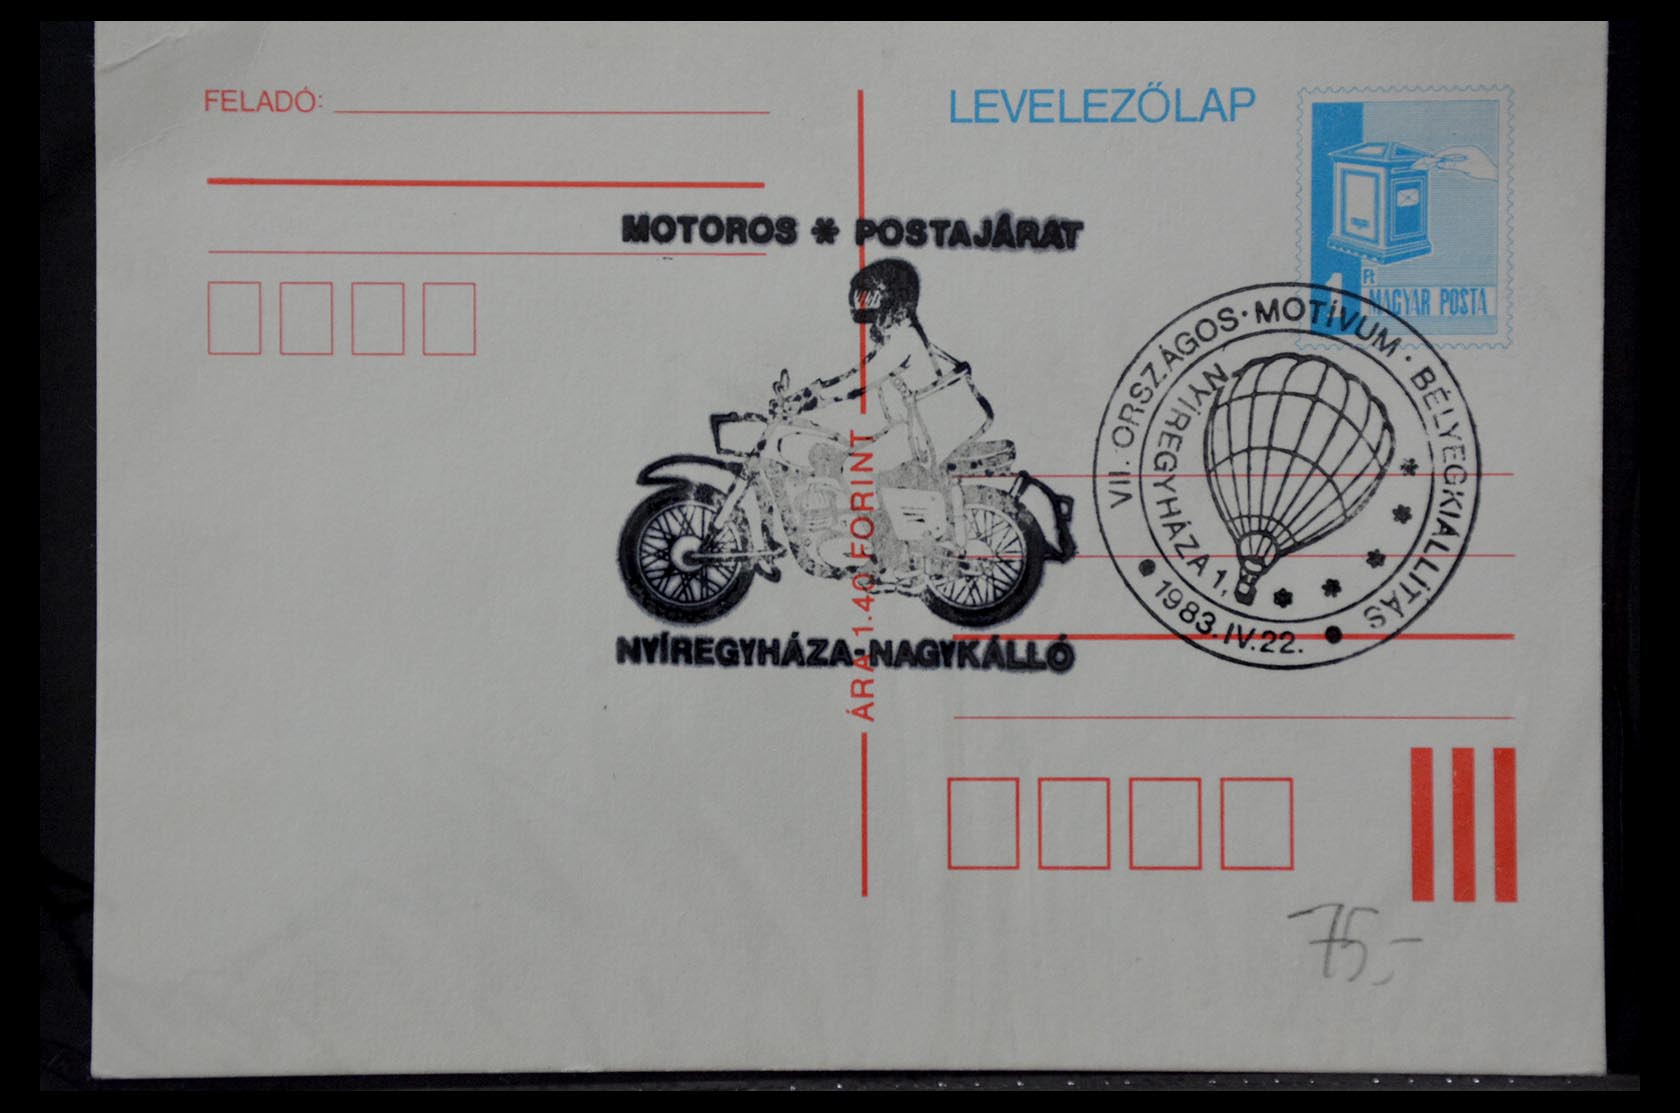 FELADÓ:
LEVELEZŐLAP
1 Ft
MAGYAR POSTA
MOTOROS * POSTAJÁRAT
NYÍREGYHÁZA-NAGYKÁLLÓ
ÁRA 1.40 FORINT
VII. ORSZÁGOS · MOTÍVUM · BÉLYEGKIÁLLÍTÁS
NYÍREGYHÁZA 1,
1983. IV. 22.
75,-